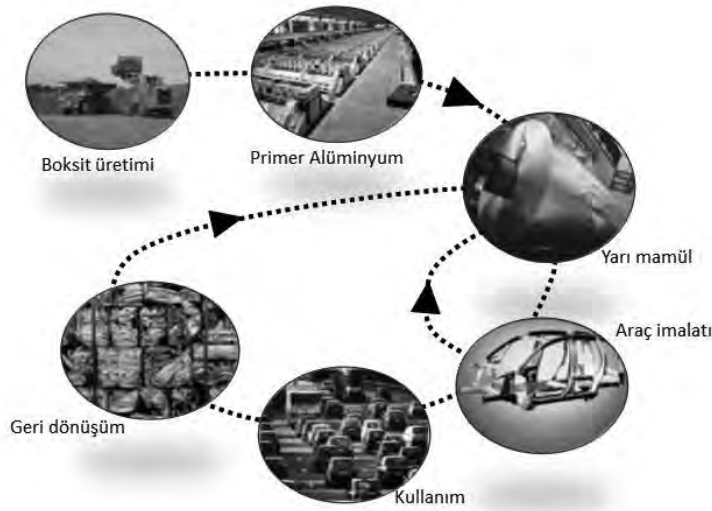 Boksit üretimi
Primer Alüminyum
Yarı mamül
Araç imalatı
Geri dönüşüm
Kullanım